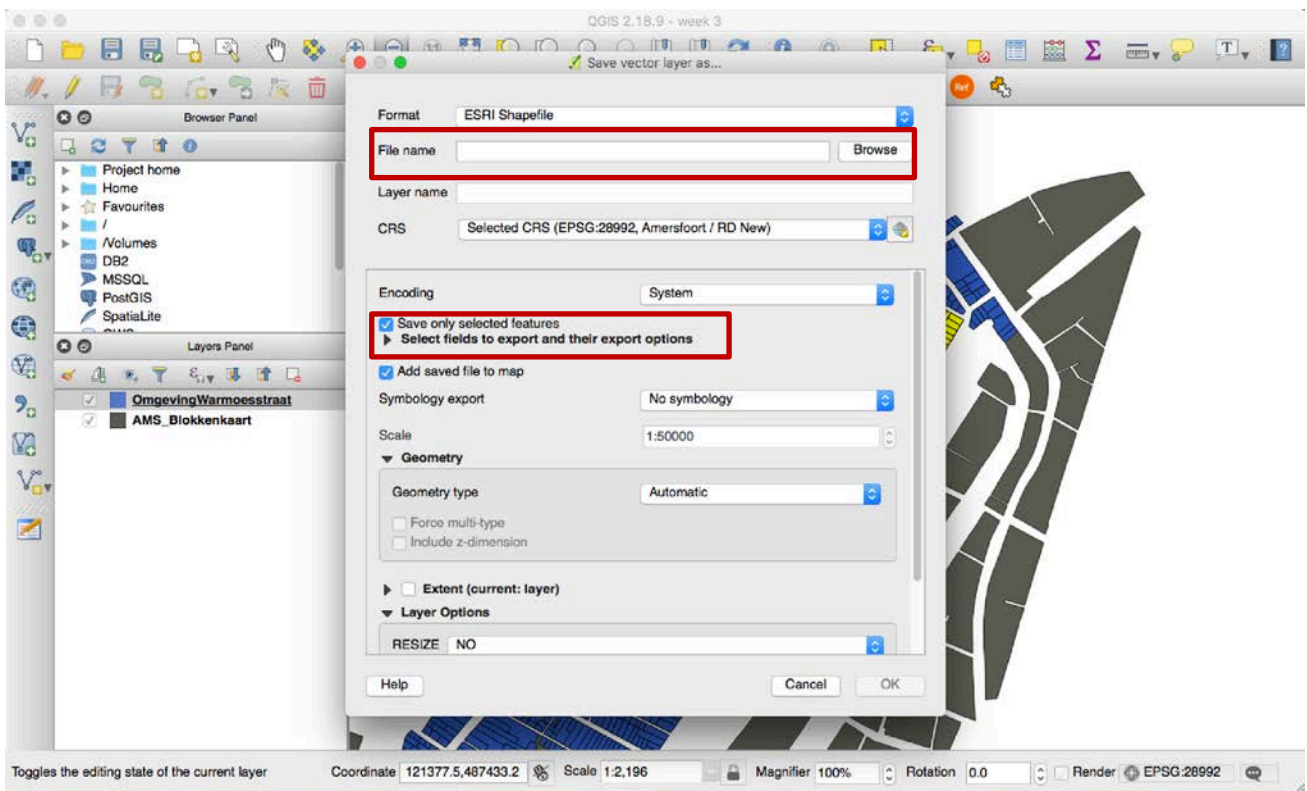 QGIS 2.18.9 - week 3
Save vector layer as...
Browser Panel
Project home
Home
Favourites
/
/Volumes
DB2
MSSQL
PostGIS
SpatiaLite
Layers Panel
OmgevingWarmoesstraat
AMS_Blokkenkaart
Format ESRI Shapefile
File name Browse
Layer name
CRS Selected CRS (EPSG:28992, Amersfoort / RD New)
Encoding System
Save only selected features
Select fields to export and their export options
Add saved file to map
Symbology export No symbology
Scale 1:50000
Geometry
Geometry type Automatic
Force multi-type
Include z-dimension
Extent (current: layer)
Layer Options
RESIZE NO
Help Cancel OK
Toggles the editing state of the current layer Coordinate 121377.5,487433.2 Scale 1:2,196 Magnifier 100% Rotation 0.0 Render EPSG:28992